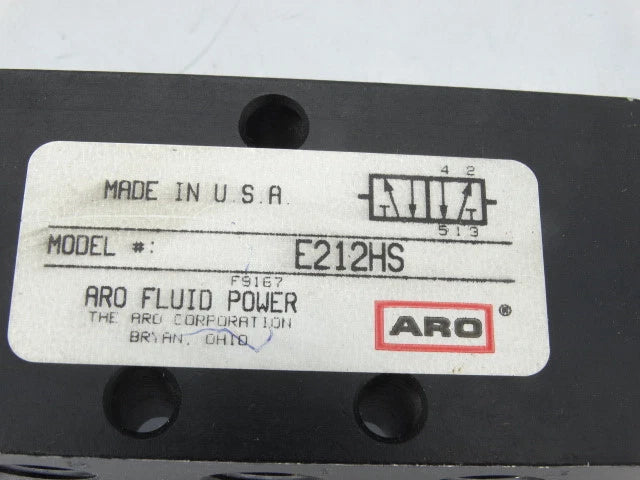 MADE IN U.S.A.
4 2
5 1 3
MODEL #: E212HS
F9167
ARO FLUID POWER
THE ARO CORPORATION
BRYAN, OHIO
ARO ®